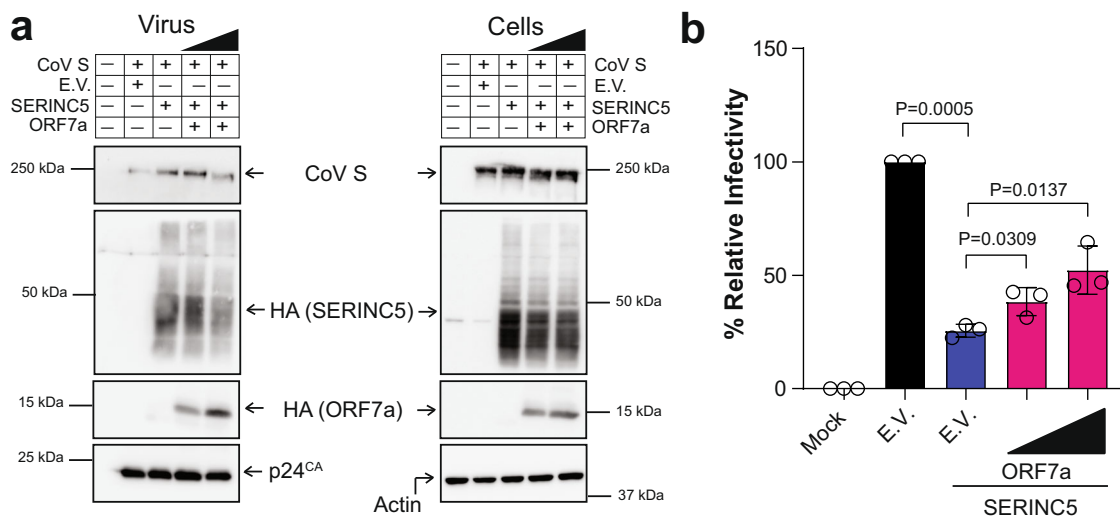 a
Virus
CoV S – + + + +
E.V. – + – – –
SERINC5 – – + + +
ORF7a – – – + +
250 kDa
50 kDa
15 kDa
25 kDa
Cells
– + + + + CoV S
– + – – – E.V.
– – + + + SERINC5
– – – + + ORF7a
CoV S
HA (SERINC5)
HA (ORF7a)
p24CA
Actin
250 kDa
50 kDa
15 kDa
37 kDa
b
% Relative Infectivity
150
100
50
0
P=0.0005
P=0.0137
P=0.0309
Mock
E.V.
E.V.
ORF7a
SERINC5